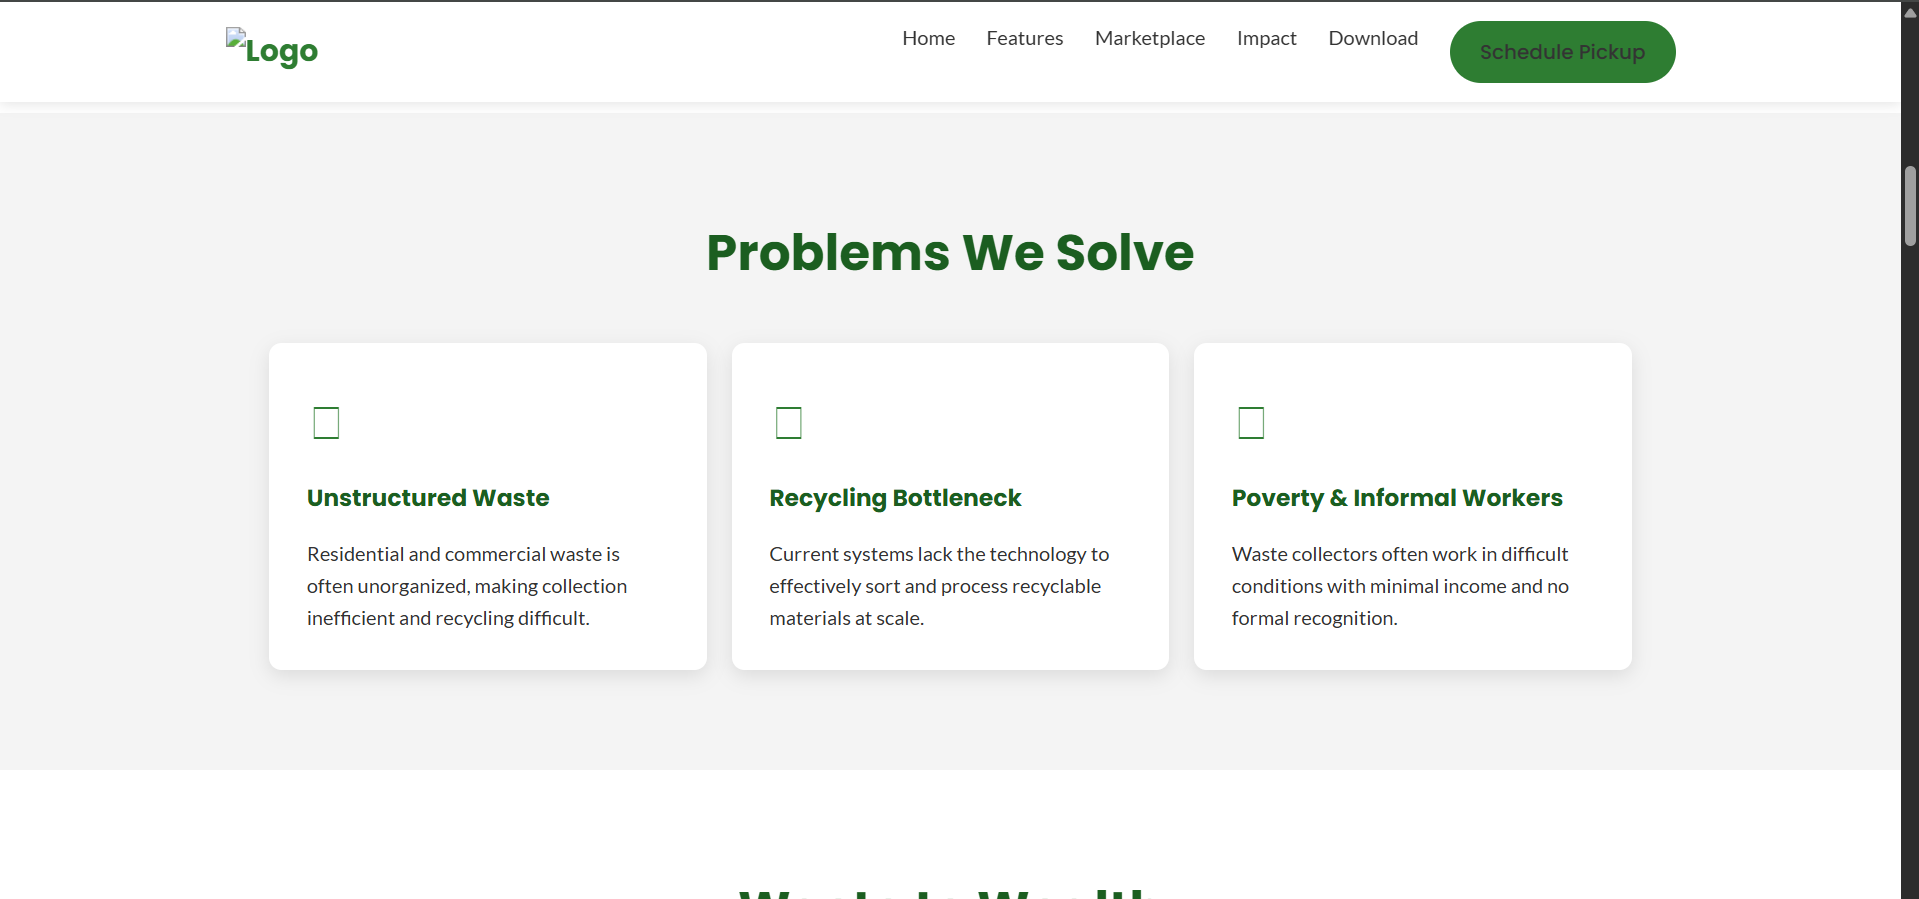 Logo
Home Features Marketplace Impact Download Schedule Pickup
Problems We Solve
Unstructured Waste
Residential and commercial waste is
often unorganized, making collection
inefficient and recycling difficult.
Recycling Bottleneck
Current systems lack the technology to
effectively sort and process recyclable
materials at scale.
Poverty & Informal Workers
Waste collectors often work in difficult
conditions with minimal income and no
formal recognition.
Waste to Wealth